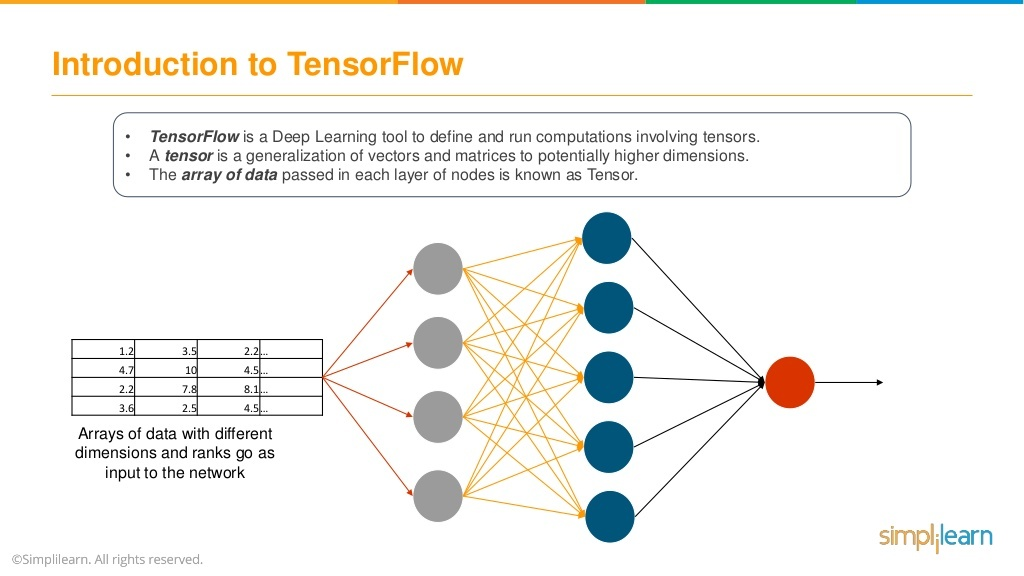 Introduction to TensorFlow
• TensorFlow is a Deep Learning tool to define and run computations involving tensors.
• A tensor is a generalization of vectors and matrices to potentially higher dimensions.
• The array of data passed in each layer of nodes is known as Tensor.
1.2 3.5 2.2 ...
4.7 10 4.5 ...
2.2 7.8 8.1 ...
3.6 2.5 4.5 ...
Arrays of data with different
dimensions and ranks go as
input to the network
simplilearn
©Simplilearn. All rights reserved.